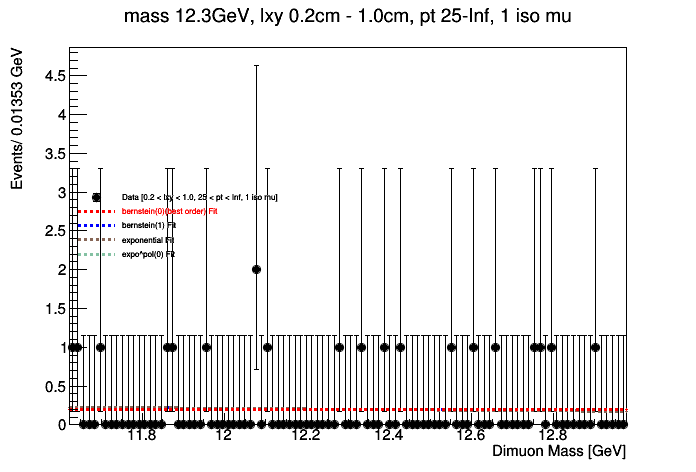 mass 12.3GeV, lxy 0.2cm - 1.0cm, pt 25-Inf, 1 iso mu
Events/ 0.01353 GeV
4.5
4
3.5
3
2.5
2
1.5
1
0.5
0
Data [0.2 < lxy < 1.0, 25 < pt < Inf, 1 iso mu]
bernstein(0)(best order) Fit
bernstein(1) Fit
exponential Fit
expo^pol(0) Fit
11.8 12 12.2 12.4 12.6 12.8
Dimuon Mass [GeV]